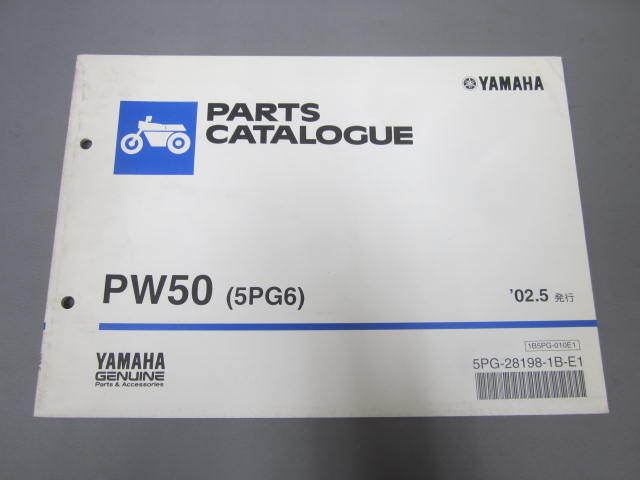 YAMAHA
PARTS
CATALOGUE
PW50 (5PG6)
'02.5 発行
1B5PG-010E1
5PG-28198-1B-E1
YAMAHA
GENUINE
Parts & Accessories